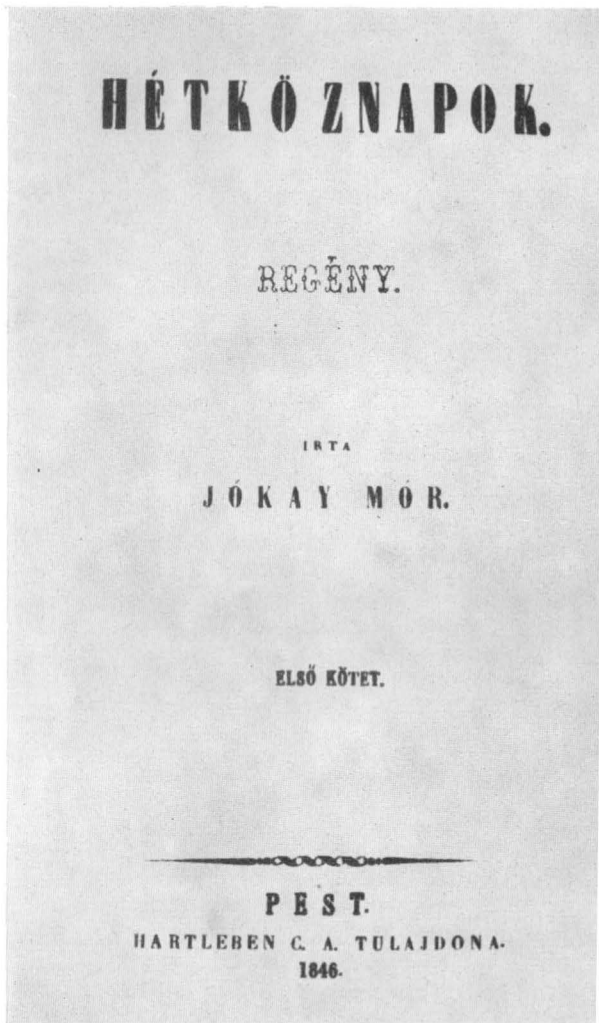 HÉTKÖZNAPOK.
REGÉNY.
IRTA
JÓKAY MÓR.
ELSŐ KÖTET.
PEST.
HARTLEBEN C. A. TULAJDONA.
1846.